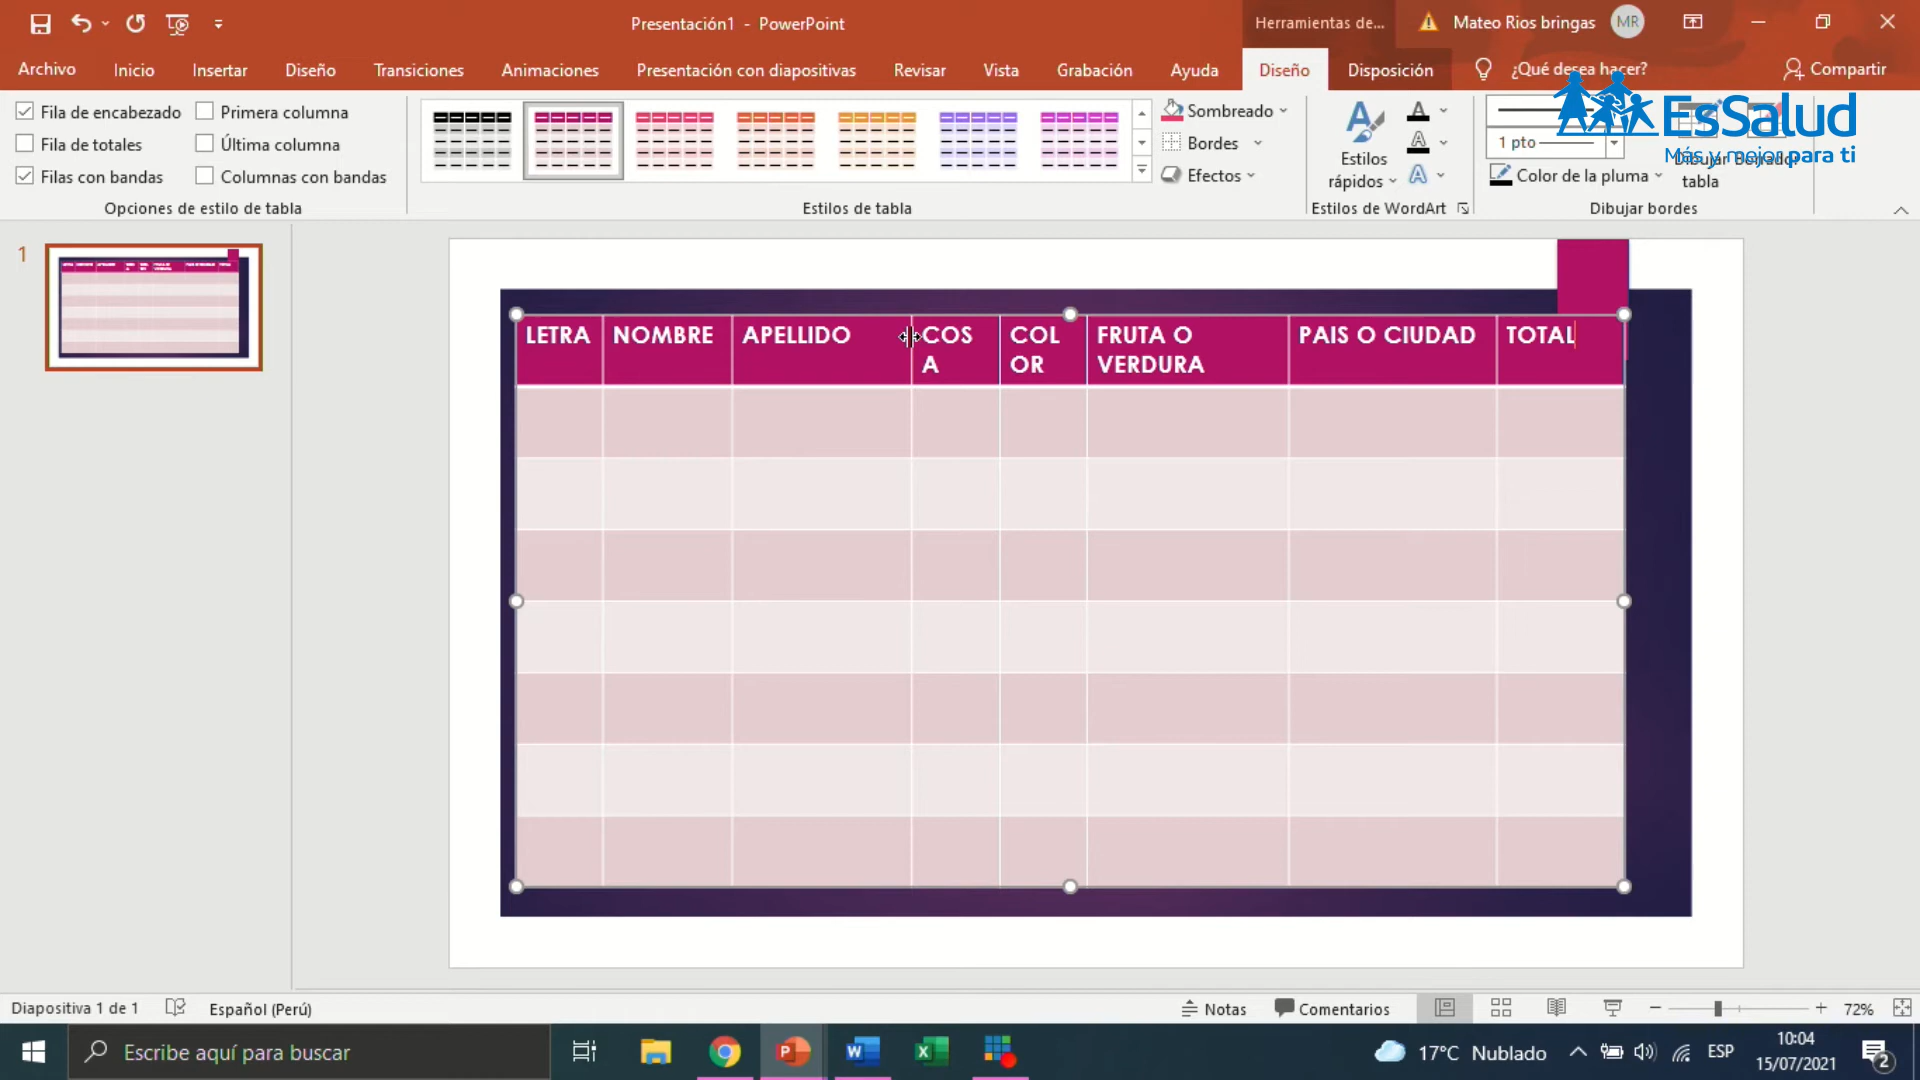 Presentación1 - PowerPoint
Herramientas de...
Mateo Rios bringas
MR
Archivo
Inicio
Insertar
Diseño
Transiciones
Animaciones
Presentación con diapositivas
Revisar
Vista
Grabación
Ayuda
Diseño
Disposición
¿Qué desea hacer?
Compartir
Fila de encabezado
Primera columna
Fila de totales
Última columna
Filas con bandas
Columnas con bandas
Opciones de estilo de tabla
Estilos de tabla
Sombreado
Bordes
Efectos
Estilos
rápidos
Estilos de WordArt
1 pto
Color de la pluma
Dibujar
tabla
Borrador
Dibujar bordes
EsSalud
Más y mejor para ti
1
LETRA
NOMBRE
APELLIDO
COS
A
COL
OR
FRUTA O
VERDURA
PAIS O CIUDAD
TOTAL
Diapositiva 1 de 1
Español (Perú)
Notas
Comentarios
72%
Escribe aquí para buscar
17°C Nublado
ESP
10:04
15/07/2021
2